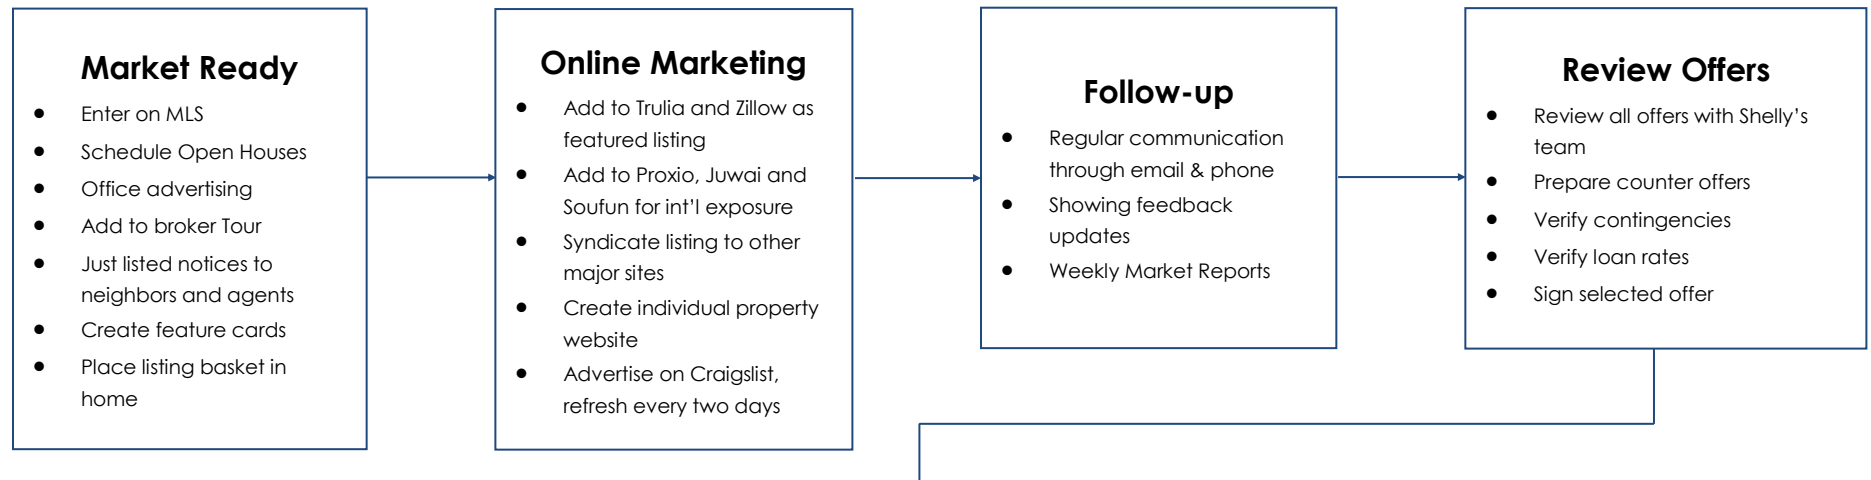 Market Ready
Enter on MLS
Schedule Open Houses
Office advertising
Add to broker Tour
Just listed notices to
neighbors and agents
Create feature cards
Place listing basket in
home
Online Marketing
Add to Trulia and Zillow as
featured listing
Add to Proxio, Juwai and
Soufun for int'l exposure
Syndicate listing to other
major sites
Create individual property
website
Advertise on Craigslist,
refresh every two days
Follow-up
Regular communication
through email & phone
Showing feedback
updates
Weekly Market Reports
Review Offers
Review all offers with Shelly's
team
Prepare counter offers
Verify contingencies
Verify loan rates
Sign selected offer